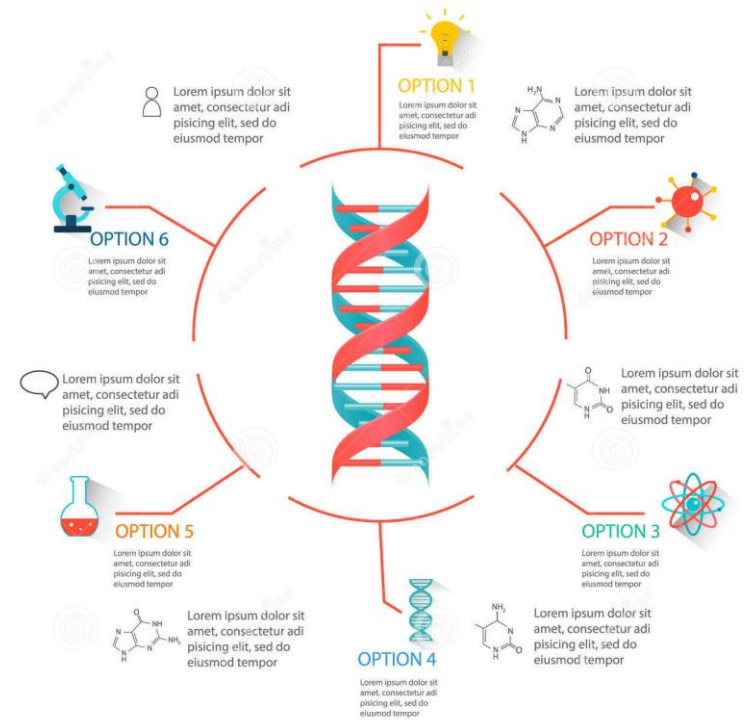 OPTION 1
Lorem ipsum dolor sit
amet, consectetur adi
pisicing elit, sed do
eiusmod tempor
H₂N
N
N
N
N
H
Lorem ipsum dolor sit
amet, consectetur adi
pisicing elit, sed do
eiusmod tempor
OPTION 2
Lorem ipsum dolor sit
amet, consectetur adi
pisicing elit, sed do
eiusmod tempor
O
NH
N
H
O
Lorem ipsum dolor sit
amet, consectetur adi
pisicing elit, sed do
eiusmod tempor
OPTION 3
Lorem ipsum dolor sit
amet, consectetur adi
pisicing elit, sed do
eiusmod tempor
NH₂
N
N
H
O
Lorem ipsum dolor sit
amet, consectetur adi
pisicing elit, sed do
eiusmod tempor
OPTION 4
Lorem ipsum dolor sit
amet, consectetur adi
pisicing elit, sed do
eiusmod tempor
O
N
NH
N
H
N
NH₂
Lorem ipsum dolor sit
amet, consectetur adi
pisicing elit, sed do
eiusmod tempor
OPTION 5
Lorem ipsum dolor sit
amet, consectetur adi
pisicing elit, sed do
eiusmod tempor
Lorem ipsum dolor sit
amet, consectetur adi
pisicing elit, sed do
eiusmod tempor
OPTION 6
Lorem ipsum dolor sit
amet, consectetur adi
pisicing elit, sed do
eiusmod tempor
Lorem ipsum dolor sit
amet, consectetur adi
pisicing elit, sed do
eiusmod tempor